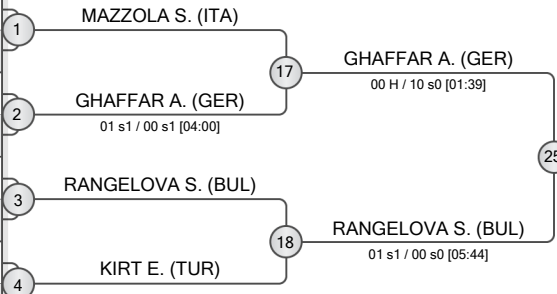 1
MAZZOLA S. (ITA)
17
GHAFFAR A. (GER)
00 H / 10 s0 [01:39]
2
GHAFFAR A. (GER)
01 s1 / 00 s1 [04:00]
25
3
RANGELOVA S. (BUL)
18
RANGELOVA S. (BUL)
01 s1 / 00 s0 [05:44]
4
KIRT E. (TUR)